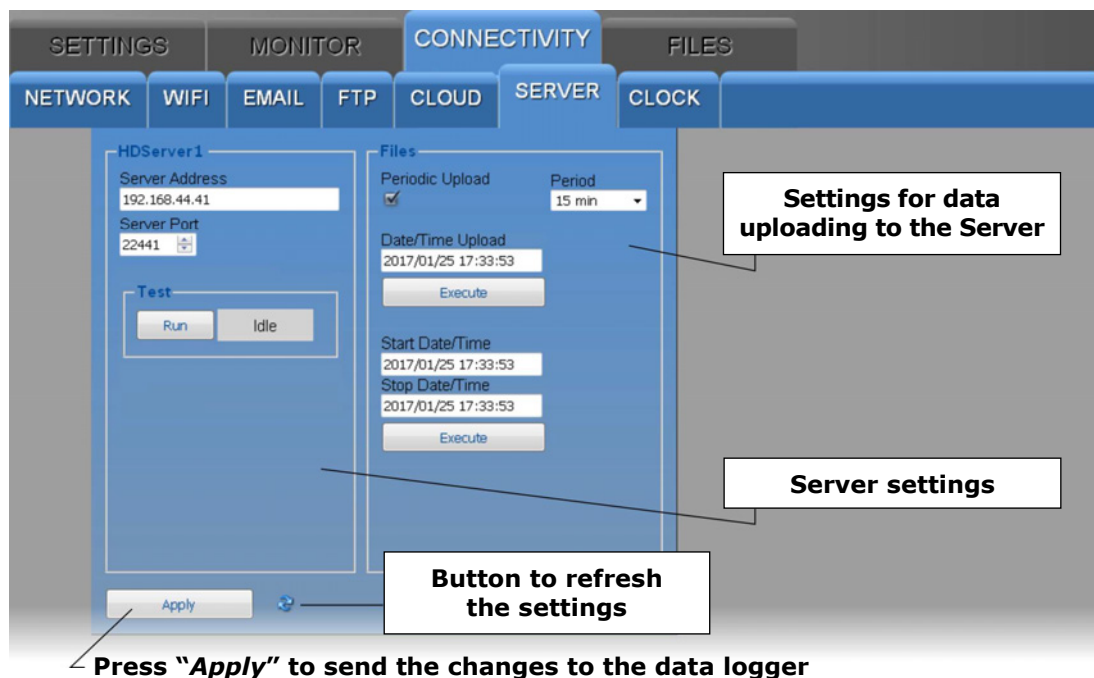 SETTINGS MONITOR CONNECTIVITY FILES
NETWORK WIFI EMAIL FTP CLOUD SERVER CLOCK
HDServer1
Server Address
192.168.44.41
Server Port
22441
Test
Run Idle
Files
Periodic Upload Period
15 min
Date/Time Upload
2017/01/25 17:33:53
Execute
Start Date/Time
2017/01/25 17:33:53
Stop Date/Time
2017/01/25 17:33:53
Execute
Settings for data
uploading to the Server
Server settings
Button to refresh
the settings
Apply
Press “Apply” to send the changes to the data logger